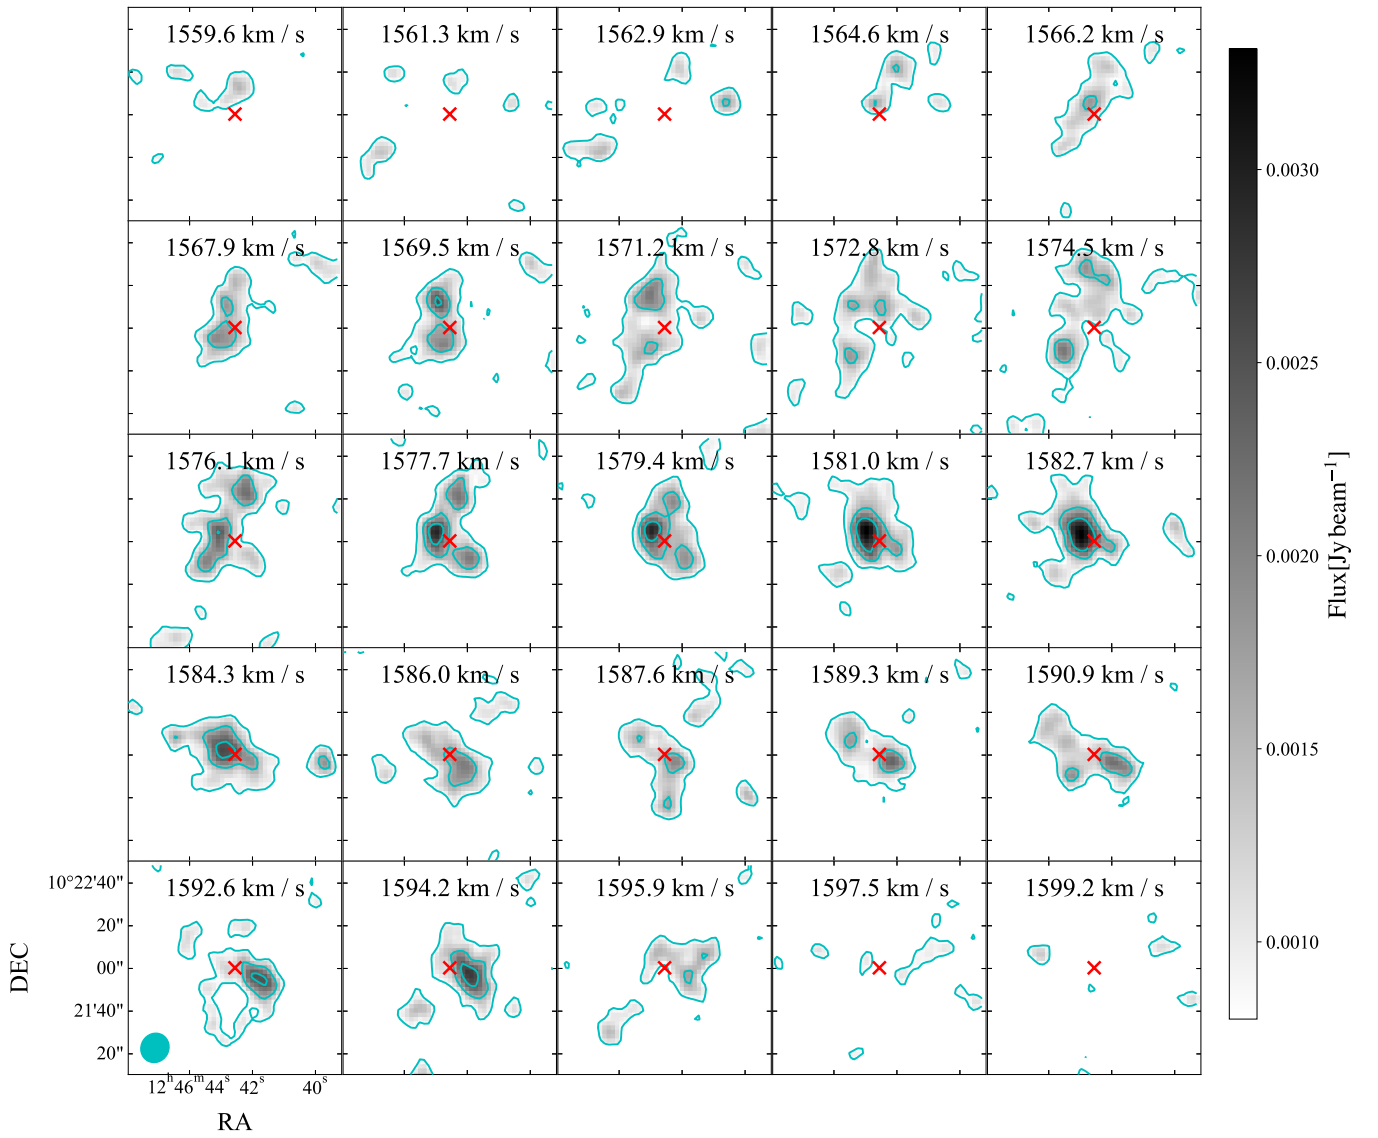 1559.6 km / s 1561.3 km / s 1562.9 km / s 1564.6 km / s 1566.2 km / s
1567.9 km / s 1569.5 km / s 1571.2 km / s 1572.8 km / s 1574.5 km / s
1576.1 km / s 1577.7 km / s 1579.4 km / s 1581.0 km / s 1582.7 km / s
1584.3 km / s 1586.0 km / s 1587.6 km / s 1589.3 km / s 1590.9 km / s
1592.6 km / s 1594.2 km / s 1595.9 km / s 1597.5 km / s 1599.2 km / s
10°22'40"
20"
00"
21'40"
20"
DEC
12ʰ46ᵐ44ˢ 42ˢ 40ˢ
RA
0.0030
0.0025
0.0020
0.0015
0.0010
Flux[Jy beam⁻¹]